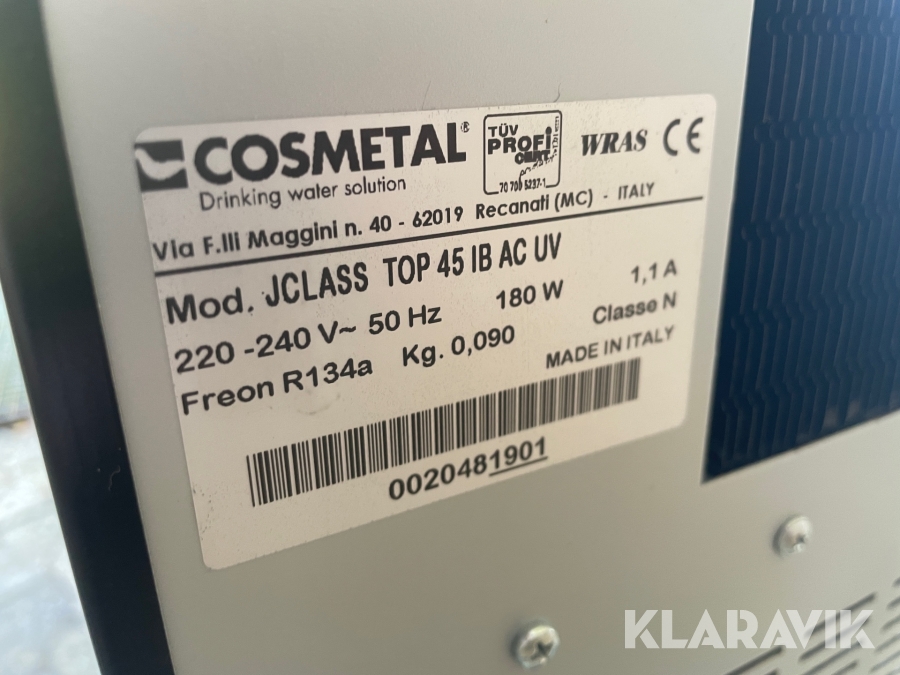 COSMETAL®
Drinking water solution
TÜV
PROFi
CERT
70 700 5237-1
WRAS CE
Via F.lli Maggini n. 40 - 62019 Recanati (MC) - ITALY
Mod. JCLASS TOP 45 IB AC UV
220 -240 V~ 50 Hz 180 W 1,1 A
Freon R134a Kg. 0,090 Classe N
MADE IN ITALY
0020481901
KLARAVIK